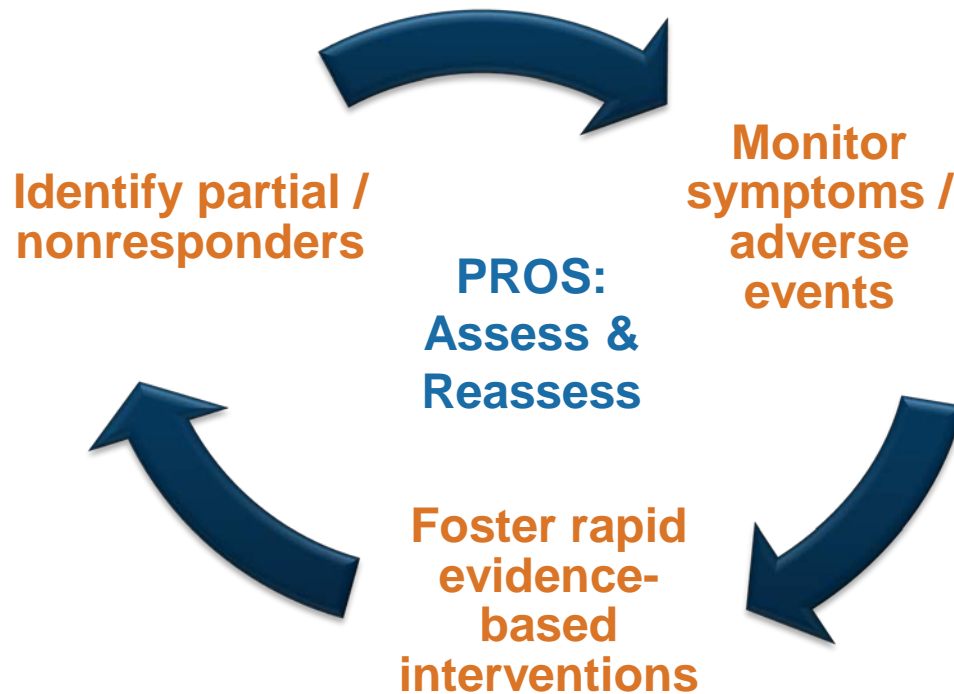 Identify partial /
nonresponders
Monitor
symptoms /
adverse
events
PROS:
Assess &
Reassess
Foster rapid
evidence-
based
interventions